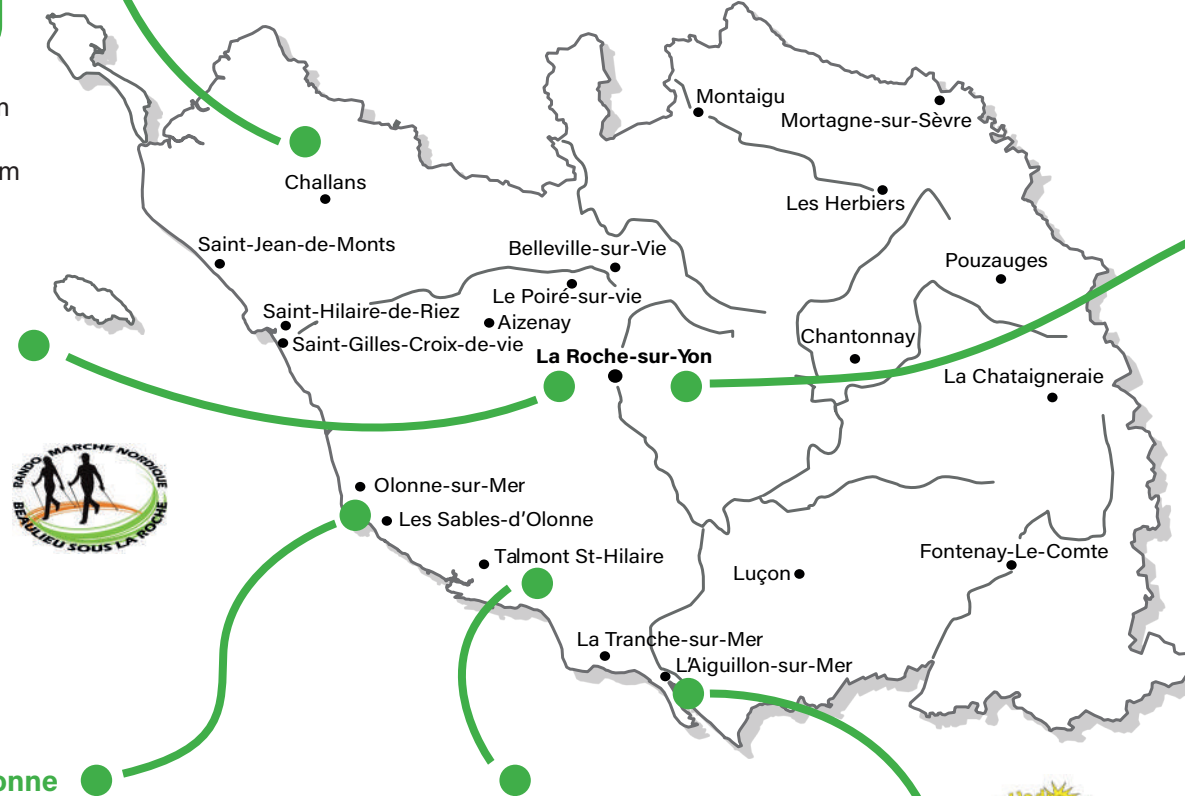 m
Montaigu
Mortagne-sur-Sèvre
m
Challans
Les Herbiers
Saint-Jean-de-Monts
Belleville-sur-Vie
Pouzauges
Le Poiré-sur-vie
Saint-Hilaire-de-Riez
Aizenay
Saint-Gilles-Croix-de-vie
Chantonnay
La Roche-sur-Yon
La Chataigneraie
RANDO MARCHE NORDIQUE
BEAULIEU SOUS LA ROCHE
Olonne-sur-Mer
Les Sables-d'Olonne
Talmont St-Hilaire
Fontenay-Le-Comte
Luçon
La Tranche-sur-Mer
L'Aiguillon-sur-Mer
onne